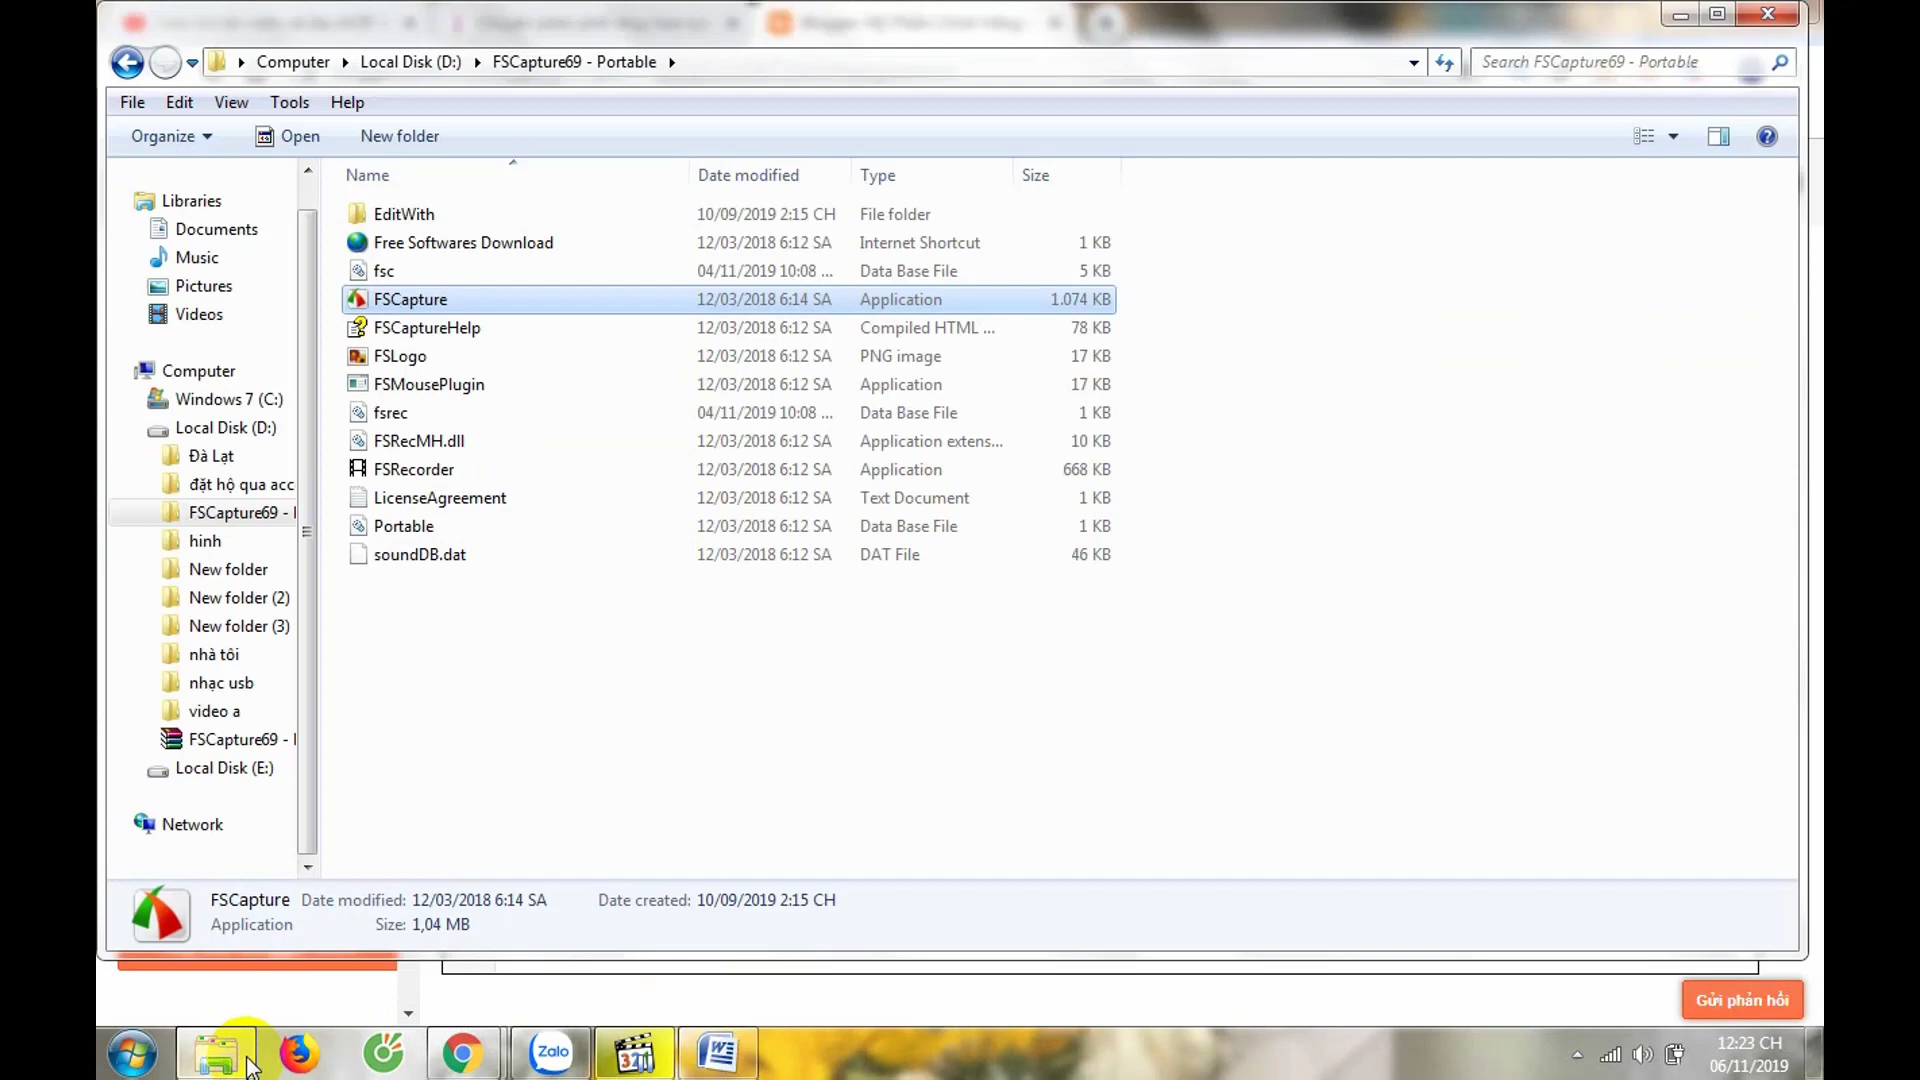 Computer Local Disk (D:) FSCapture69 - Portable Search FSCapture69 - Portable
File Edit View Tools Help
Organize Open New folder
Name Date modified Type Size
EditWith 10/09/2019 2:15 CH File folder
Free Softwares Download 12/03/2018 6:12 SA Internet Shortcut 1 KB
fsc 04/11/2019 10:08 ... Data Base File 5 KB
FSCapture 12/03/2018 6:14 SA Application 1.074 KB
FSCaptureHelp 12/03/2018 6:12 SA Compiled HTML ... 78 KB
FSLogo 12/03/2018 6:12 SA PNG image 17 KB
FSMousePlugin 12/03/2018 6:12 SA Application 17 KB
fsrec 04/11/2019 10:08 ... Data Base File 1 KB
FSRecMH.dll 12/03/2018 6:12 SA Application extens... 10 KB
FSRecorder 12/03/2018 6:12 SA Application 668 KB
LicenseAgreement 12/03/2018 6:12 SA Text Document 1 KB
Portable 12/03/2018 6:12 SA Data Base File 1 KB
soundDB.dat 12/03/2018 6:12 SA DAT File 46 KB
Libraries
Documents
Music
Pictures
Videos
Computer
Windows 7 (C:)
Local Disk (D:)
Đà Lạt
đặt hộ qua acc
FSCapture69 -
hinh
New folder
New folder (2)
New folder (3)
nhà tôi
nhạc usb
video a
FSCapture69 -
Local Disk (E:)
Network
FSCapture Date modified: 12/03/2018 6:14 SA Date created: 10/09/2019 2:15 CH
Application Size: 1,04 MB
Gửi phản hồi
Zalo
321
12:23 CH
06/11/2019